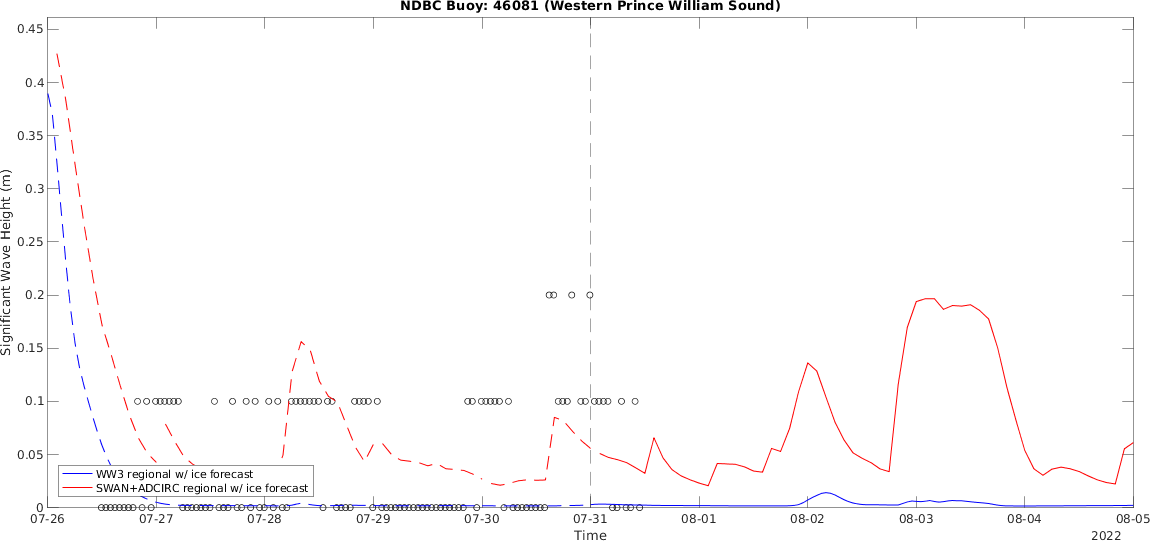 NDBC Buoy: 46081 (Western Prince William Sound)
0.45
0.4
0.35
0.3
0.25
0.2
0.15
0.1
0.05
0
Significant Wave Height (m)
WW3 regional w/ ice forecast
SWAN+ADCIRC regional w/ ice forecast
07-26 07-27 07-28 07-29 07-30 07-31 08-01 08-02 08-03 08-04 08-05
Time
2022